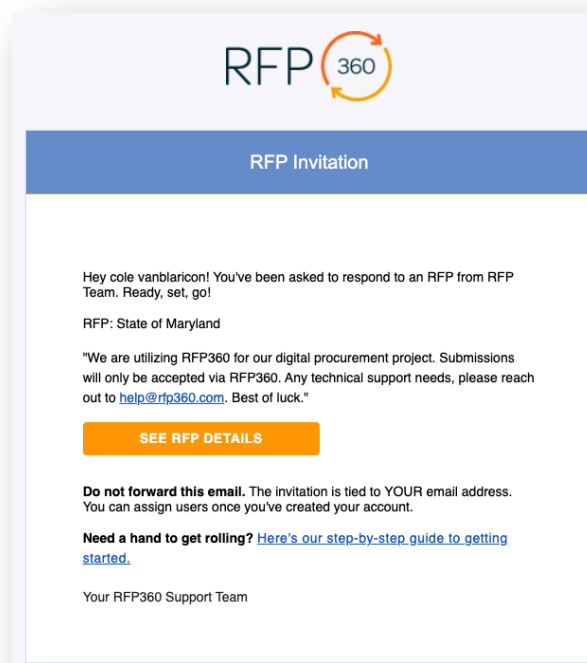 RFP 360
RFP Invitation
Hey cole vanblaricon! You've been asked to respond to an RFP from RFP
Team. Ready, set, go!
RFP: State of Maryland
"We are utilizing RFP360 for our digital procurement project. Submissions
will only be accepted via RFP360. Any technical support needs, please reach
out to help@rfp360.com. Best of luck."
SEE RFP DETAILS
Do not forward this email. The invitation is tied to YOUR email address.
You can assign users once you've created your account.
Need a hand to get rolling? Here's our step-by-step guide to getting
started.
Your RFP360 Support Team